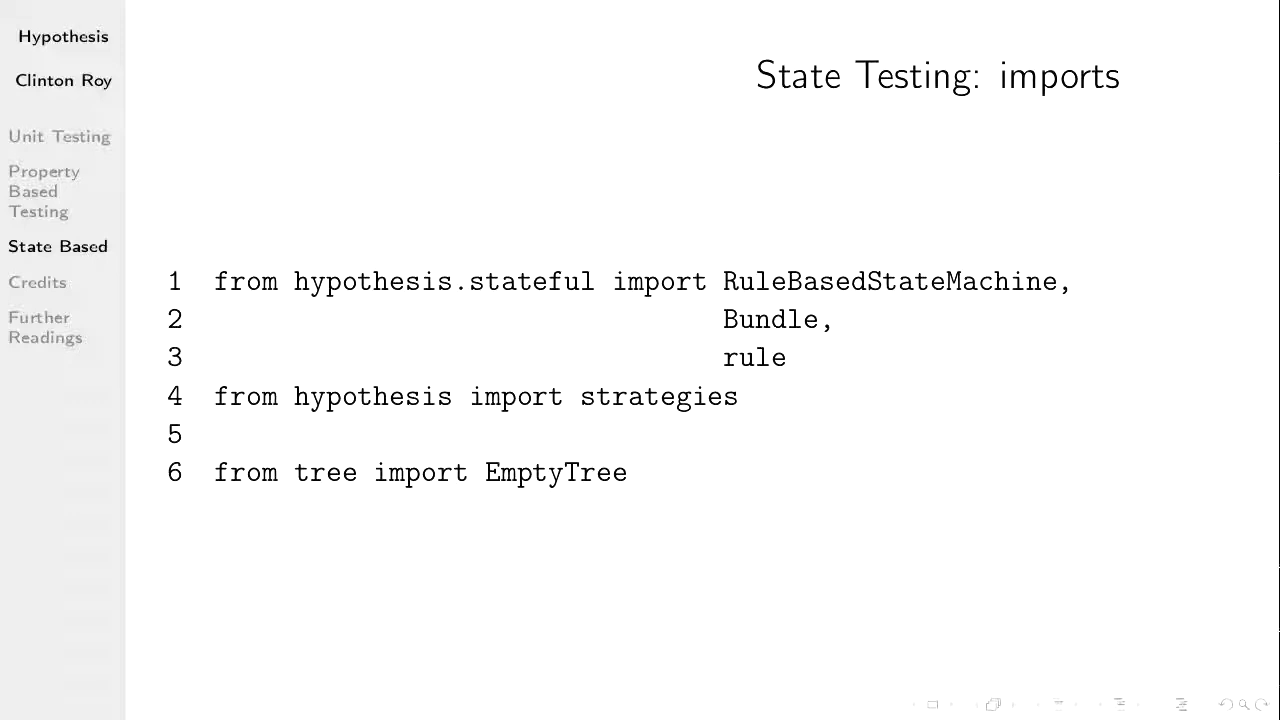 Hypothesis
Clinton Roy
Unit Testing
Property
Based
Testing
State Based
Credits
Further
Readings
State Testing: imports
1 from hypothesis.stateful import RuleBasedStateMachine,
2 Bundle,
3 rule
4 from hypothesis import strategies
5
6 from tree import EmptyTree